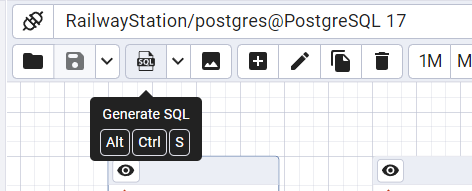 RailwayStation/postgres@PostgreSQL 17
SQL
1M
Generate SQL
Alt Ctrl S